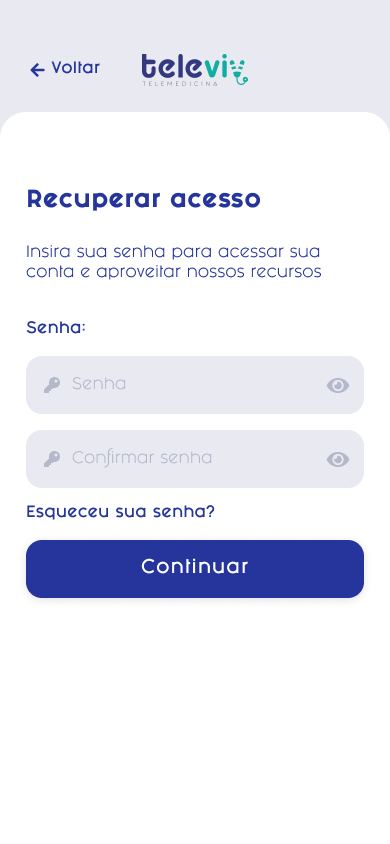 Voltar
televiv
TELEMEDICINA
Recuperar acesso
Insira sua senha para acessar sua
conta e aproveitar nossos recursos
Senha:
Senha
Confirmar senha
Esqueceu sua senha?
Continuar